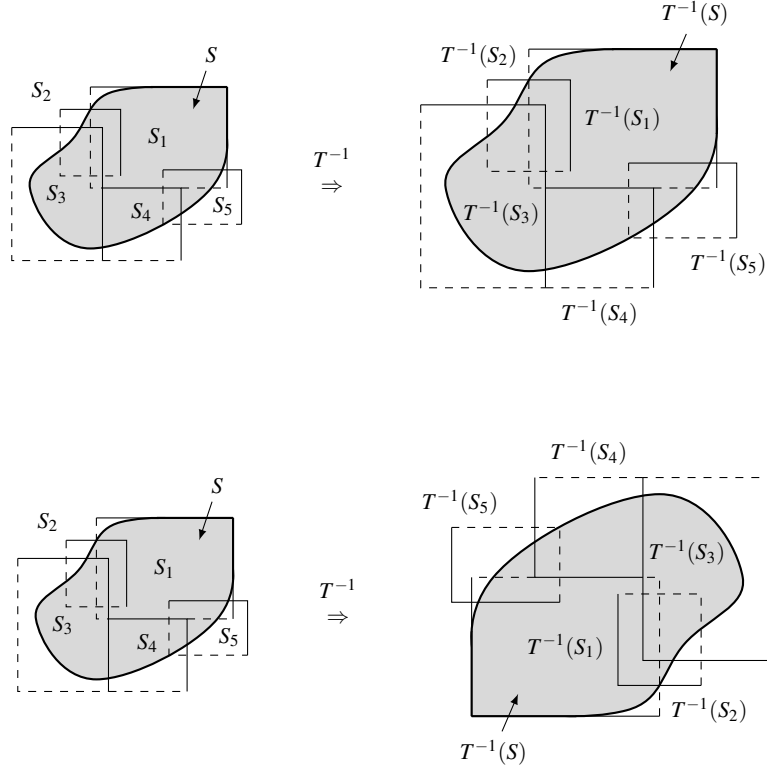 S
T⁻¹(S)
S₂
T⁻¹(S₂)
S₁
T⁻¹(S₁)
T⁻¹
⇒
S₃
S₄
S₅
T⁻¹(S₃)
T⁻¹(S₅)
T⁻¹(S₄)
T⁻¹(S₄)
S
T⁻¹(S₅)
S₂
T⁻¹(S₃)
S₁
T⁻¹
⇒
S₃
S₄
S₅
T⁻¹(S₁)
T⁻¹(S₂)
T⁻¹(S)